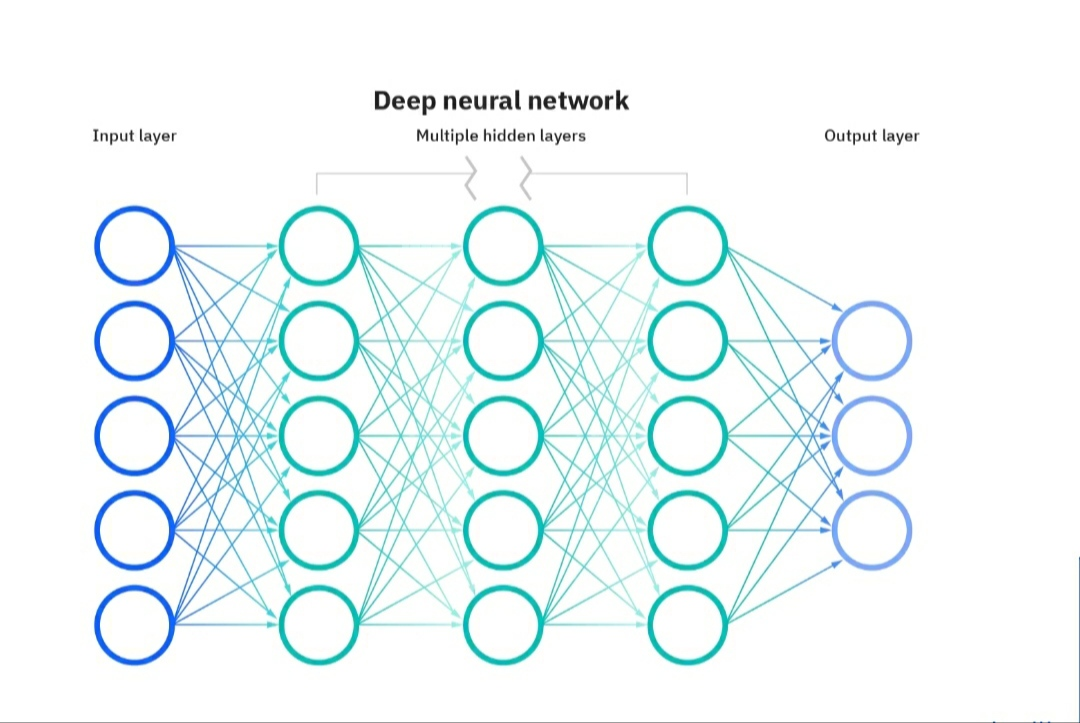 Deep neural network
Input layer
Multiple hidden layers
Output layer